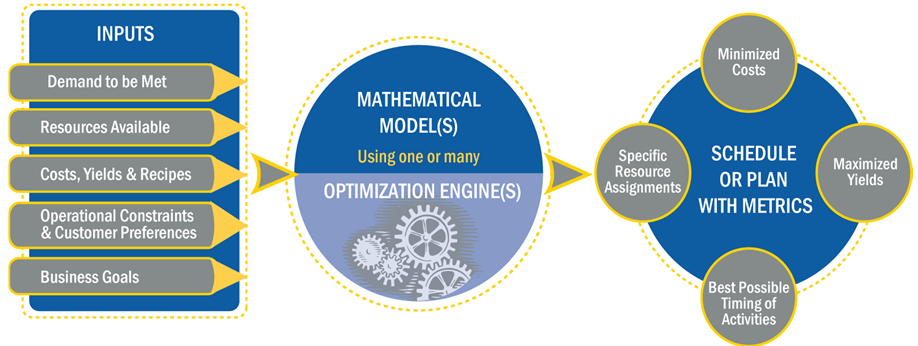 INPUTS
Demand to be Met
Resources Available
Costs, Yields & Recipes
Operational Constraints
& Customer Preferences
Business Goals
MATHEMATICAL
MODEL(S)
Using one or many
OPTIMIZATION ENGINE(S)
Minimized
Costs
Specific
Resource
Assignments
SCHEDULE
OR PLAN
WITH METRICS
Maximized
Yields
Best Possible
Timing of
Activities